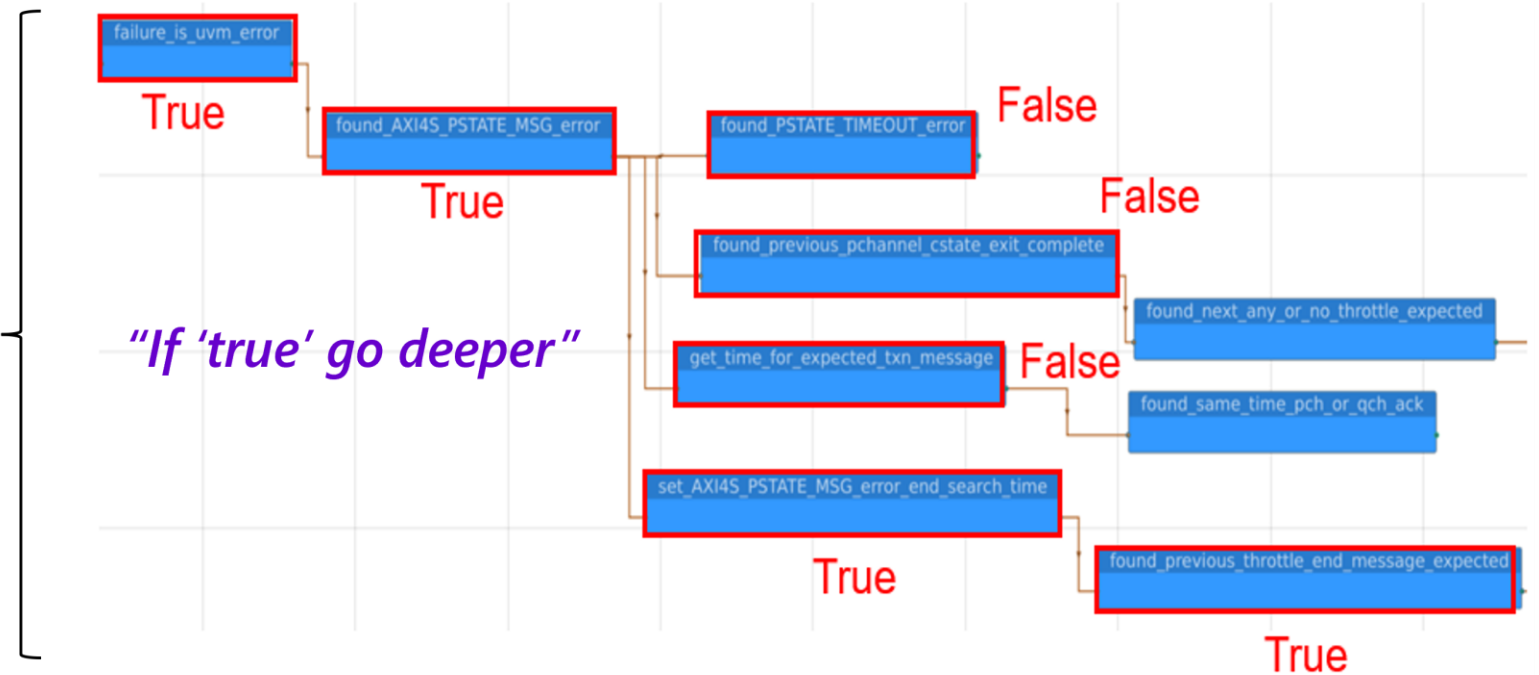 failure_is_uvm_error
True
found_AXI4S_PSTATE_MSG_error
True
found_PSTATE_TIMEOUT_error
False
found_previous_pchannel_cstate_exit_complete
False
found_next_any_or_no_throttle_expected
“If ‘true’ go deeper”
get_time_for_expected_txn_message
False
found_same_time_pch_or_qch_ack
set_AXI4S_PSTATE_MSG_error_end_search_time
True
found_previous_throttle_end_message_expected
True